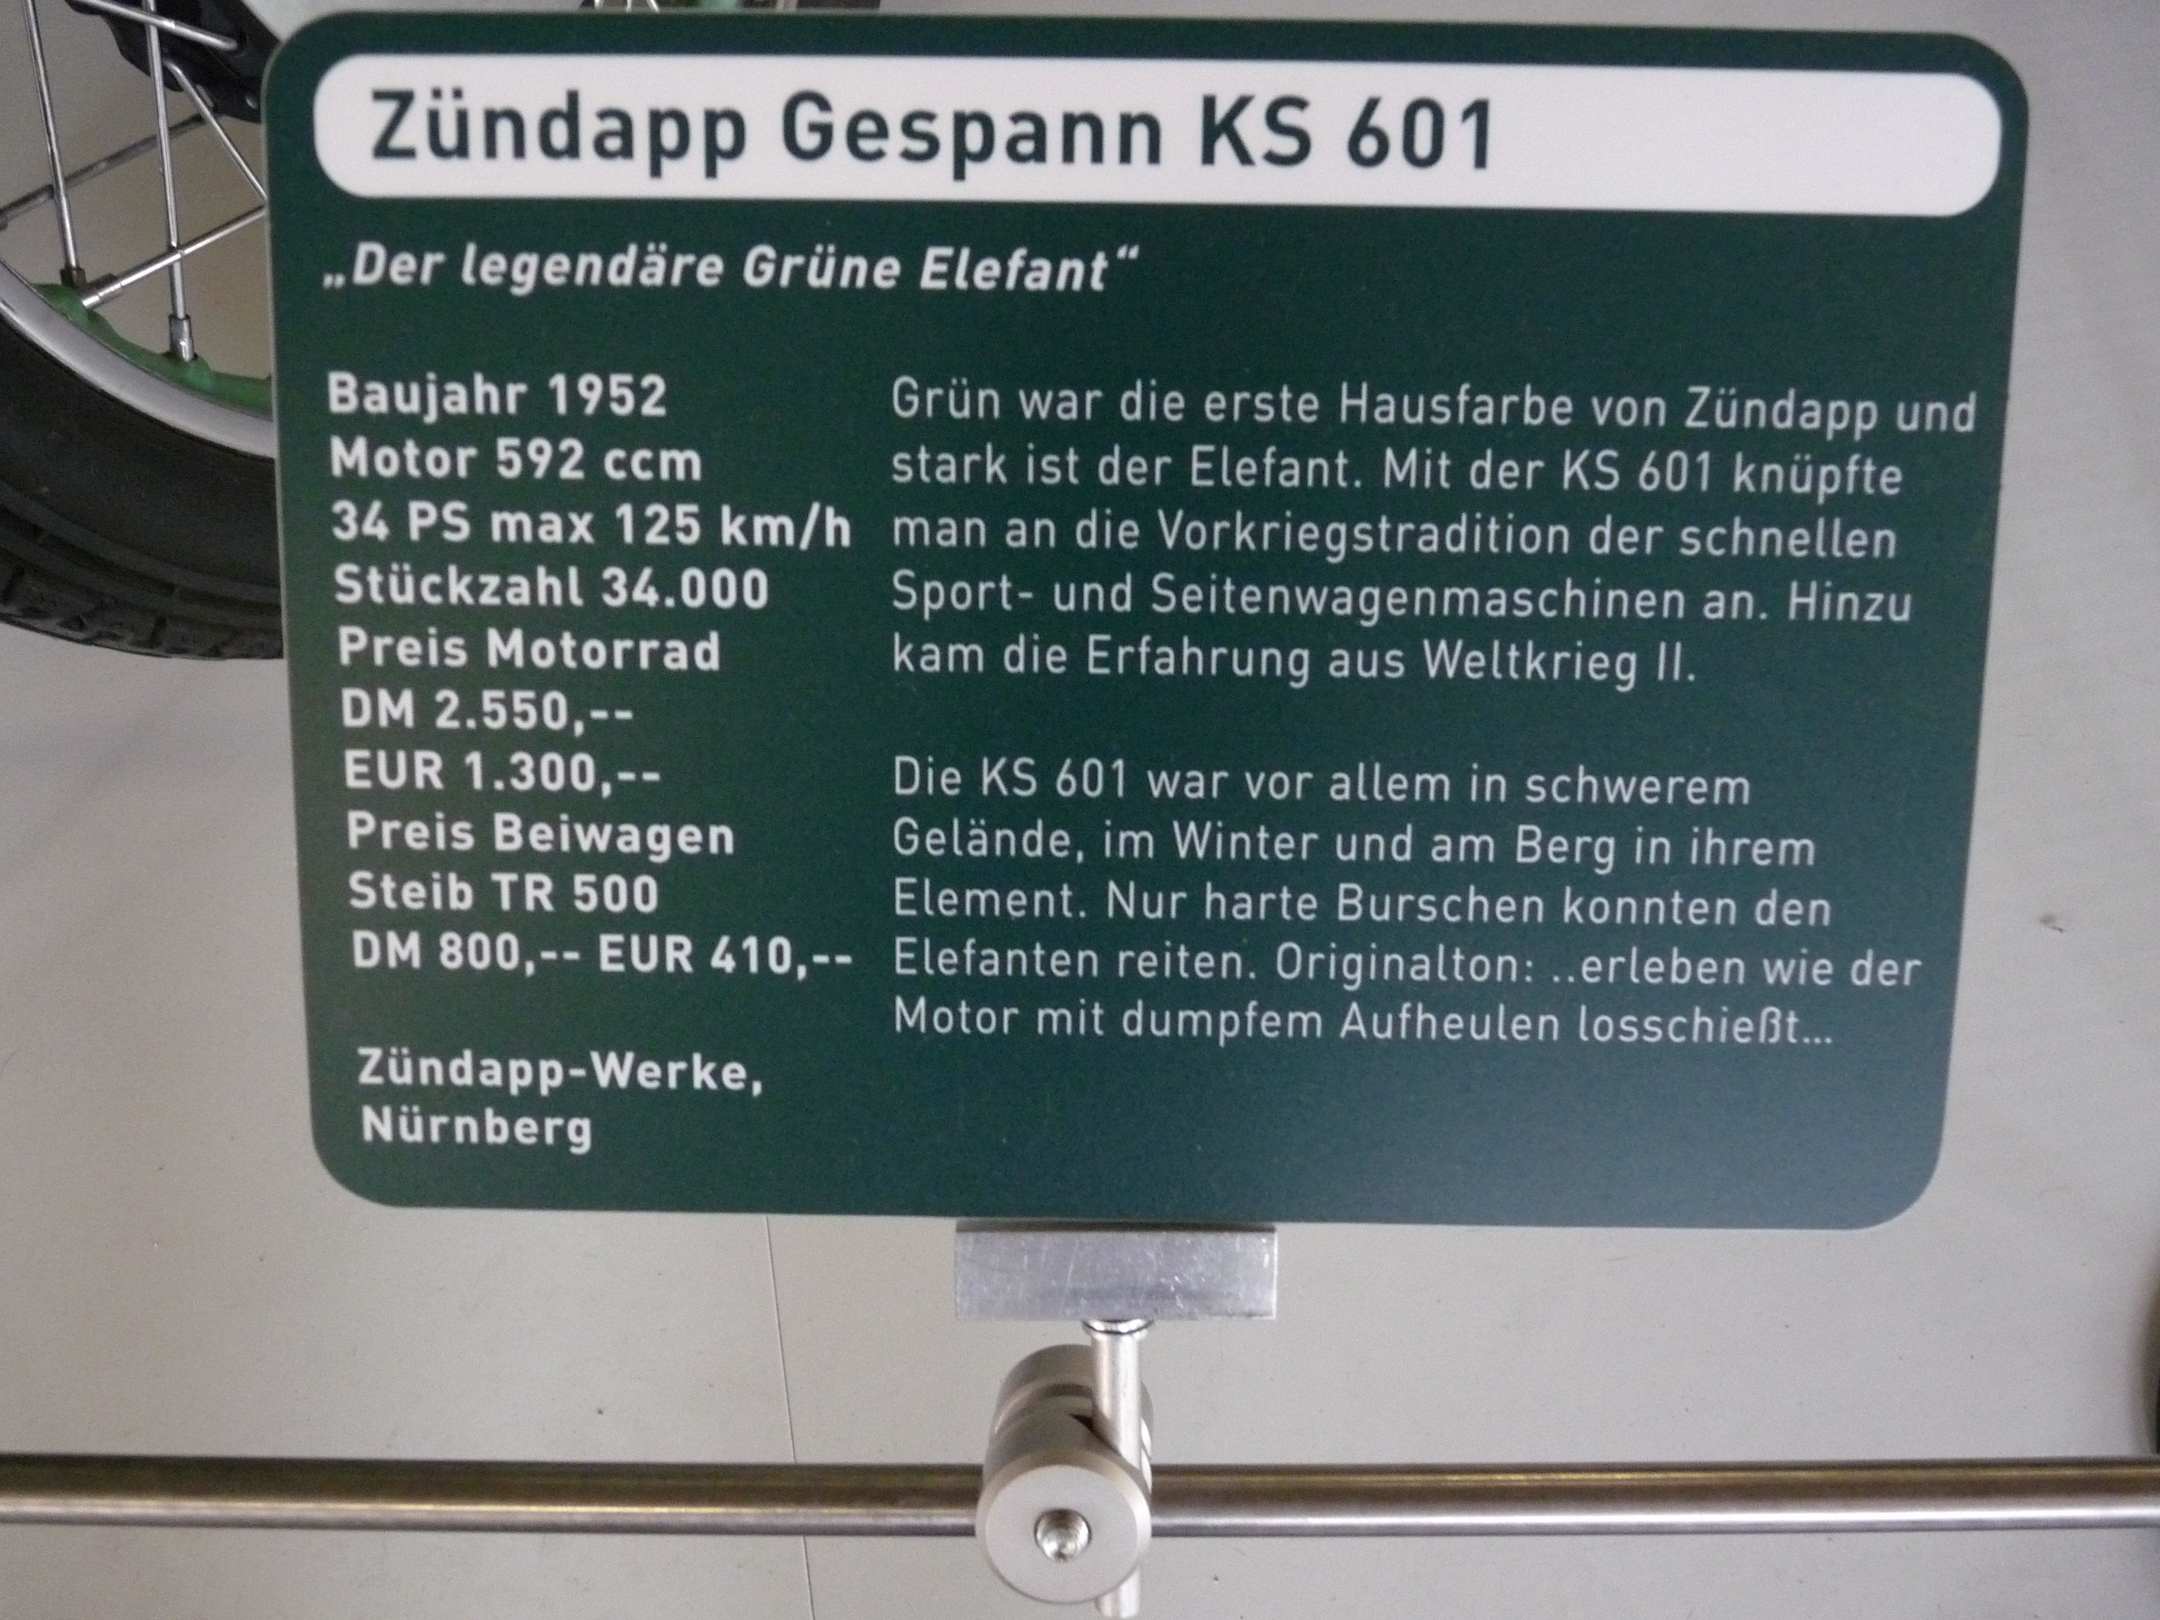 Zündapp Gespann KS 601
„Der legendäre Grüne Elefant“
Baujahr 1952
Motor 592 ccm
34 PS max 125 km/h
Stückzahl 34.000
Preis Motorrad
DM 2.550,--
EUR 1.300,--
Preis Beiwagen
Steib TR 500
DM 800,-- EUR 410,--
Zündapp-Werke,
Nürnberg
Grün war die erste Hausfarbe von Zündapp und
stark ist der Elefant. Mit der KS 601 knüpfte
man an die Vorkriegstradition der schnellen
Sport- und Seitenwagenmaschinen an. Hinzu
kam die Erfahrung aus Weltkrieg II.
Die KS 601 war vor allem in schwerem
Gelände, im Winter und am Berg in ihrem
Element. Nur harte Burschen konnten den
Elefanten reiten. Originalton: ..erleben wie der
Motor mit dumpfem Aufheulen losschießt...